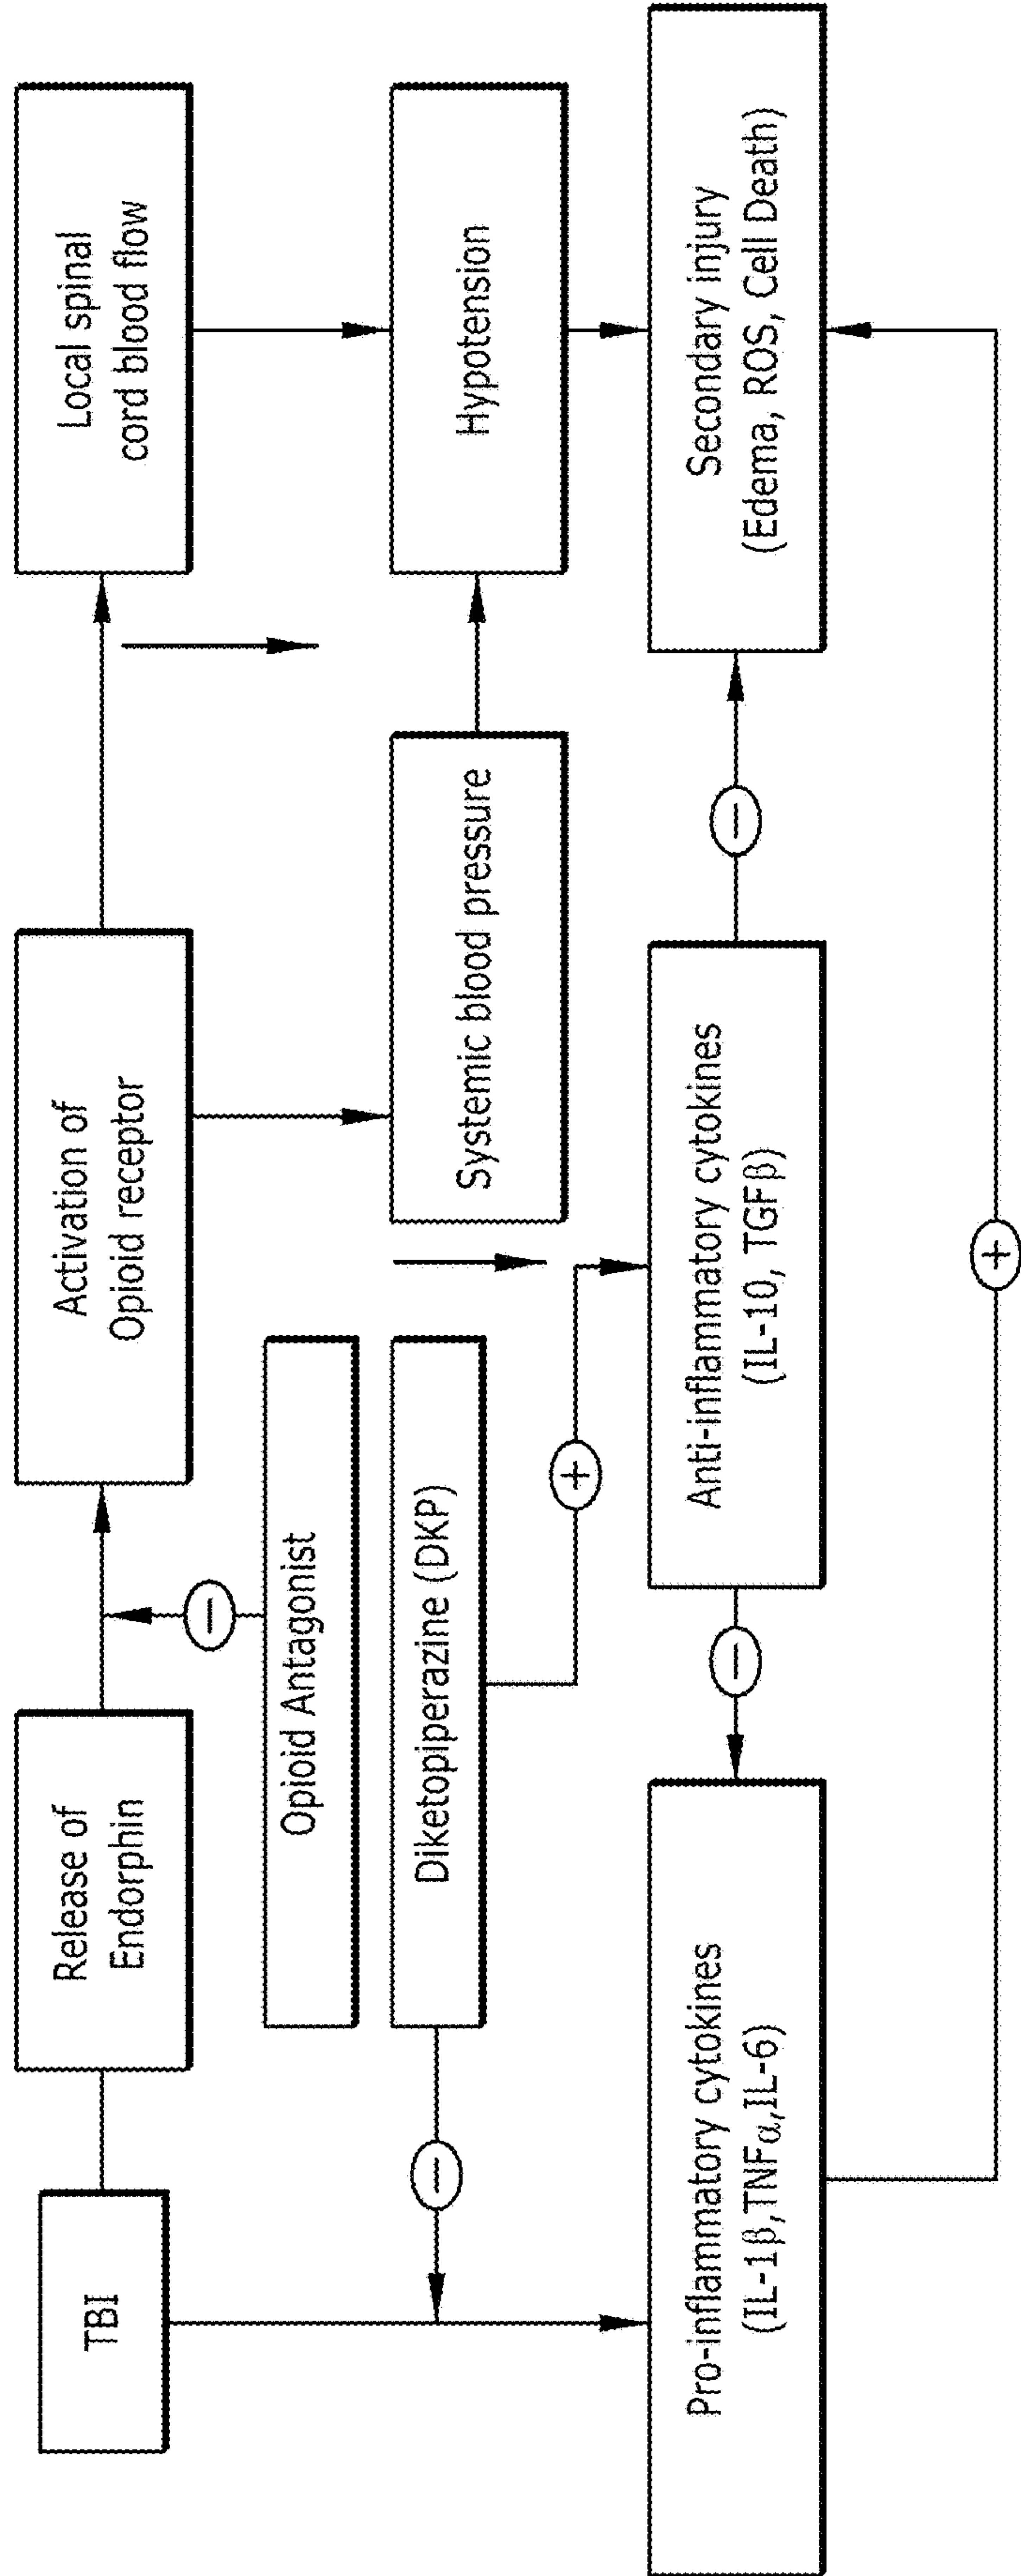 TBI
Release of
Endorphin
Activation of
Opioid receptor
Local spinal
cord blood flow
−
Opioid Antagonist
Diketopiperazine (DKP)
Systemic blood pressure
Hypotension
−
+
Pro-inflammatory cytokines
(IL-1β,TNFα,IL-6)
−
Anti-inflammatory cytokines
(IL-10, TGFβ)
−
Secondary injury
(Edema, ROS, Cell Death)
+